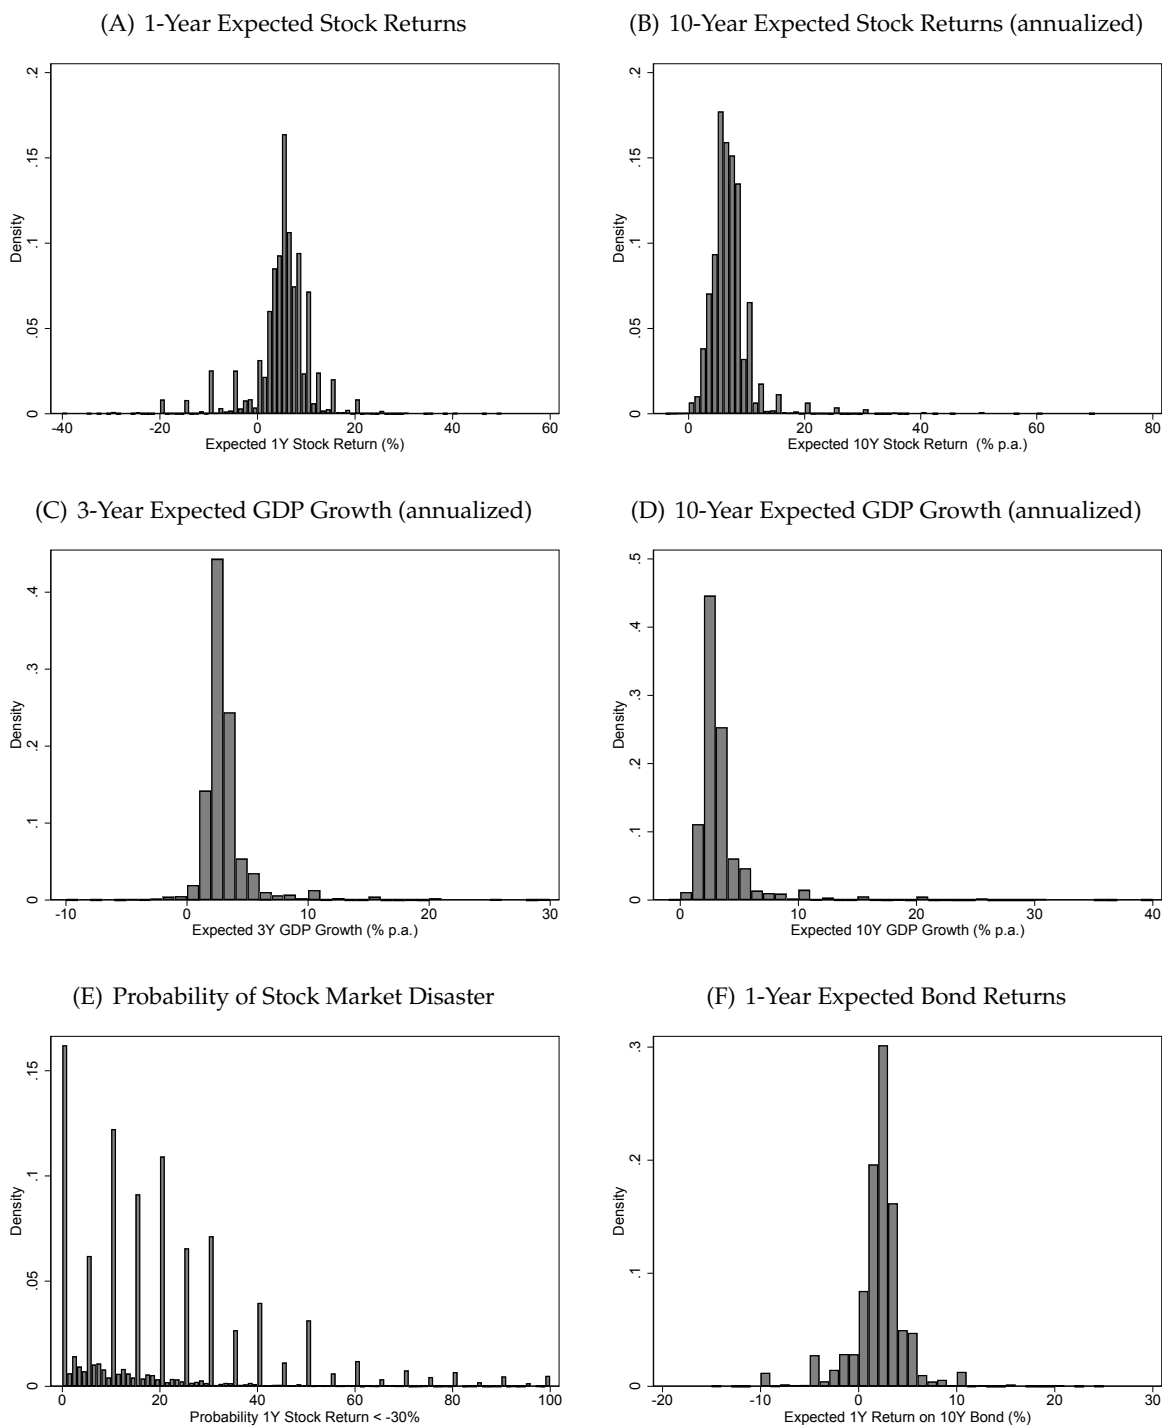 (A) 1-Year Expected Stock Returns
.2
.15
.1
.05
0
Density
-40 -20 0 20 40 60
Expected 1Y Stock Return (%)
(B) 10-Year Expected Stock Returns (annualized)
.2
.15
.1
.05
0
Density
0 20 40 60 80
Expected 10Y Stock Return (% p.a.)
(C) 3-Year Expected GDP Growth (annualized)
.4
.3
.2
.1
0
Density
-10 0 10 20 30
Expected 3Y GDP Growth (% p.a.)
(D) 10-Year Expected GDP Growth (annualized)
.5
.4
.3
.2
.1
0
Density
0 10 20 30 40
Expected 10Y GDP Growth (% p.a.)
(E) Probability of Stock Market Disaster
.15
.1
.05
0
Density
0 20 40 60 80 100
Probability 1Y Stock Return < -30%
(F) 1-Year Expected Bond Returns
.3
.2
.1
0
Density
-20 -10 0 10 20 30
Expected 1Y Return on 10Y Bond (%)